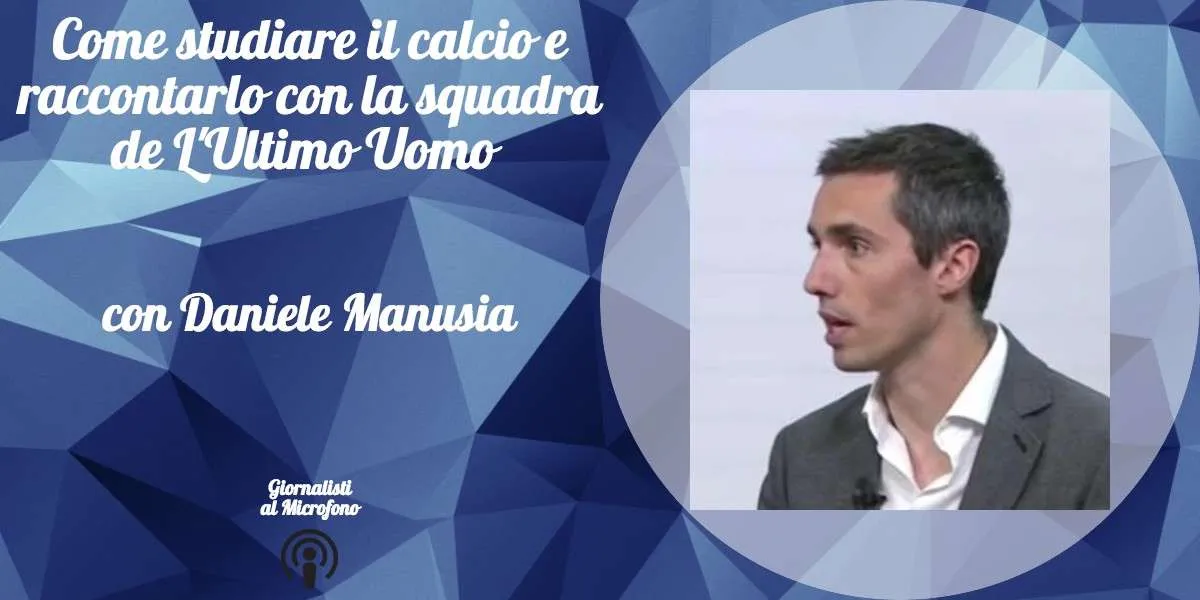 Come studiare il calcio e
raccontarlo con la squadra
de L'Ultimo Uomo
con Daniele Manusia
Giornalisti
al Microfono